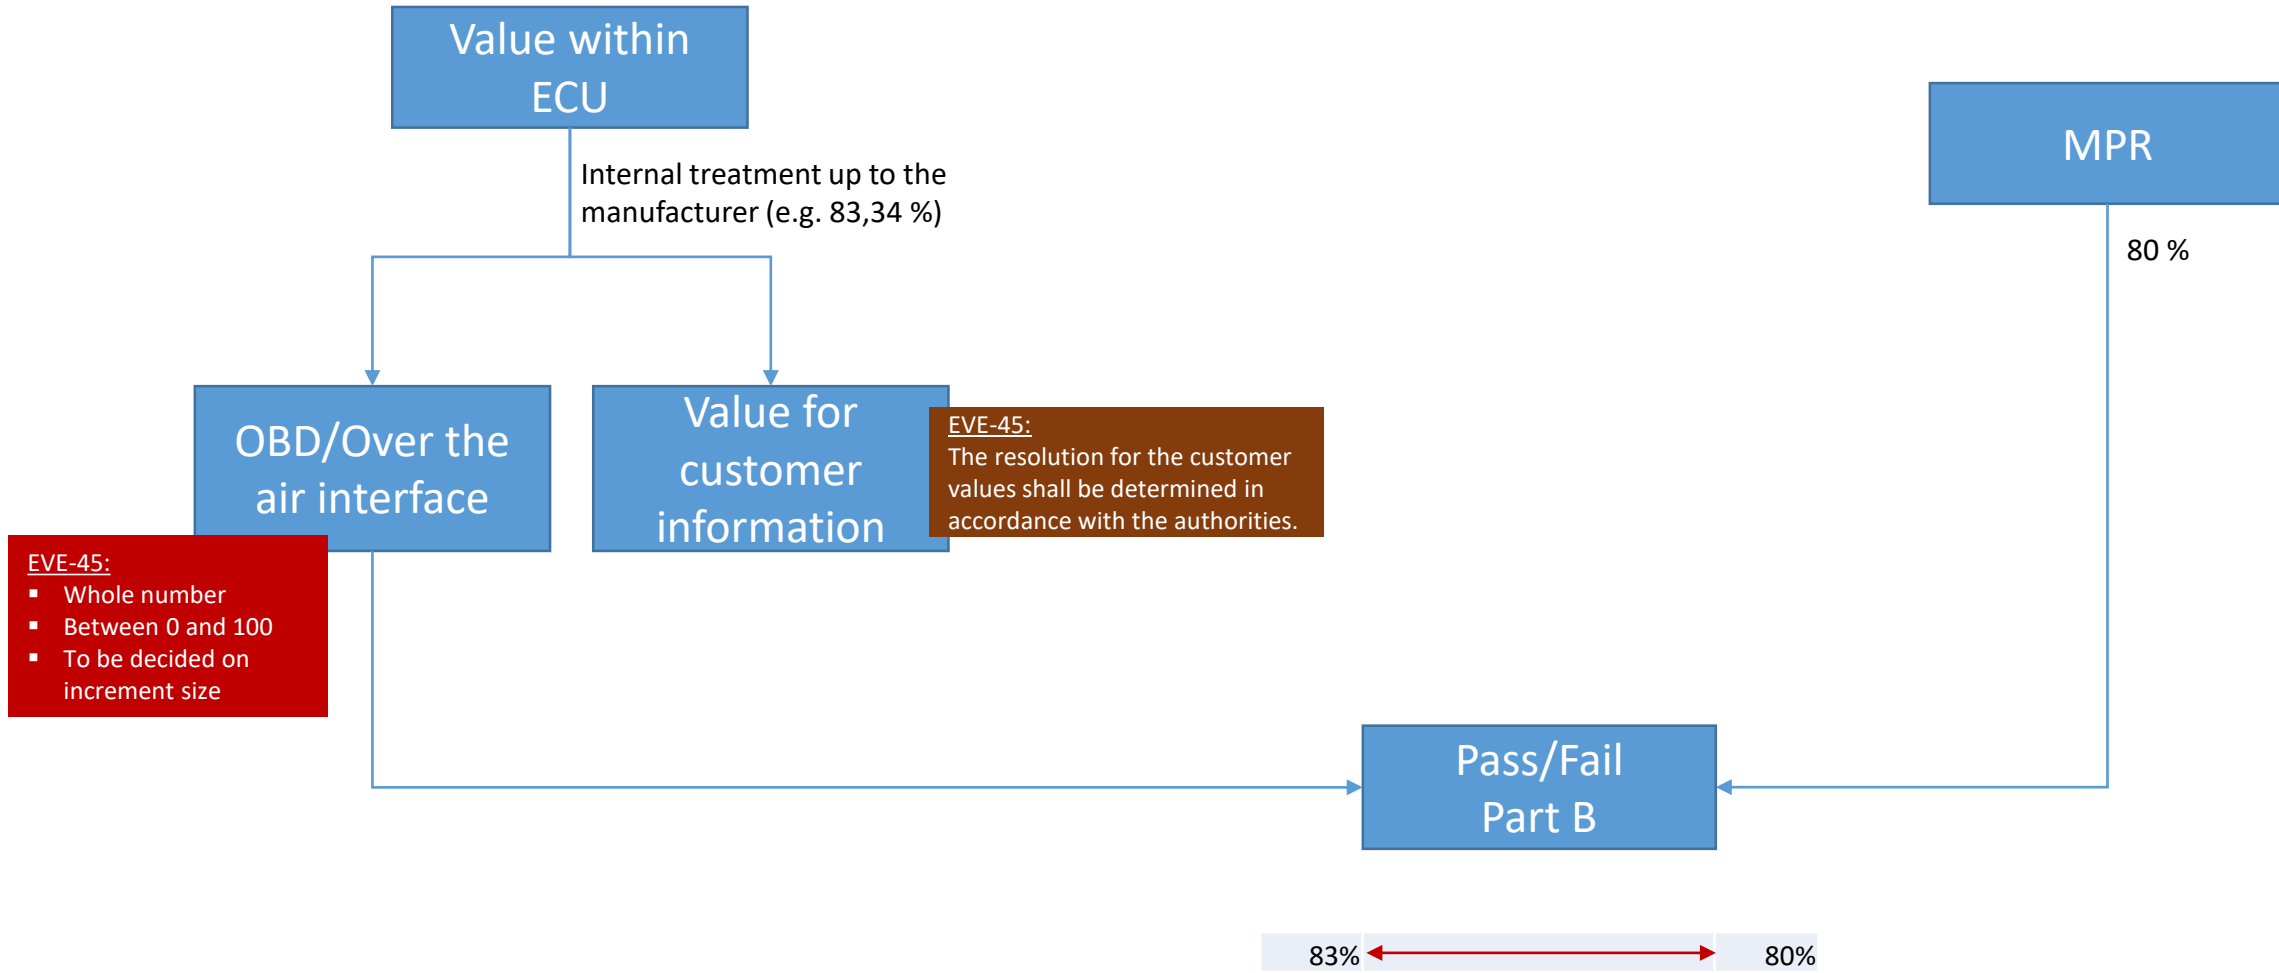 Value within
ECU
MPR
Internal treatment up to the
manufacturer (e.g. 83,34 %)
80 %
OBD/Over the
air interface
Value for
customer
information
EVE-45:
The resolution for the customer
values shall be determined in
accordance with the authorities.
EVE-45:
▪ Whole number
▪ Between 0 and 100
▪ To be decided on
increment size
Pass/Fail
Part B
83%
80%